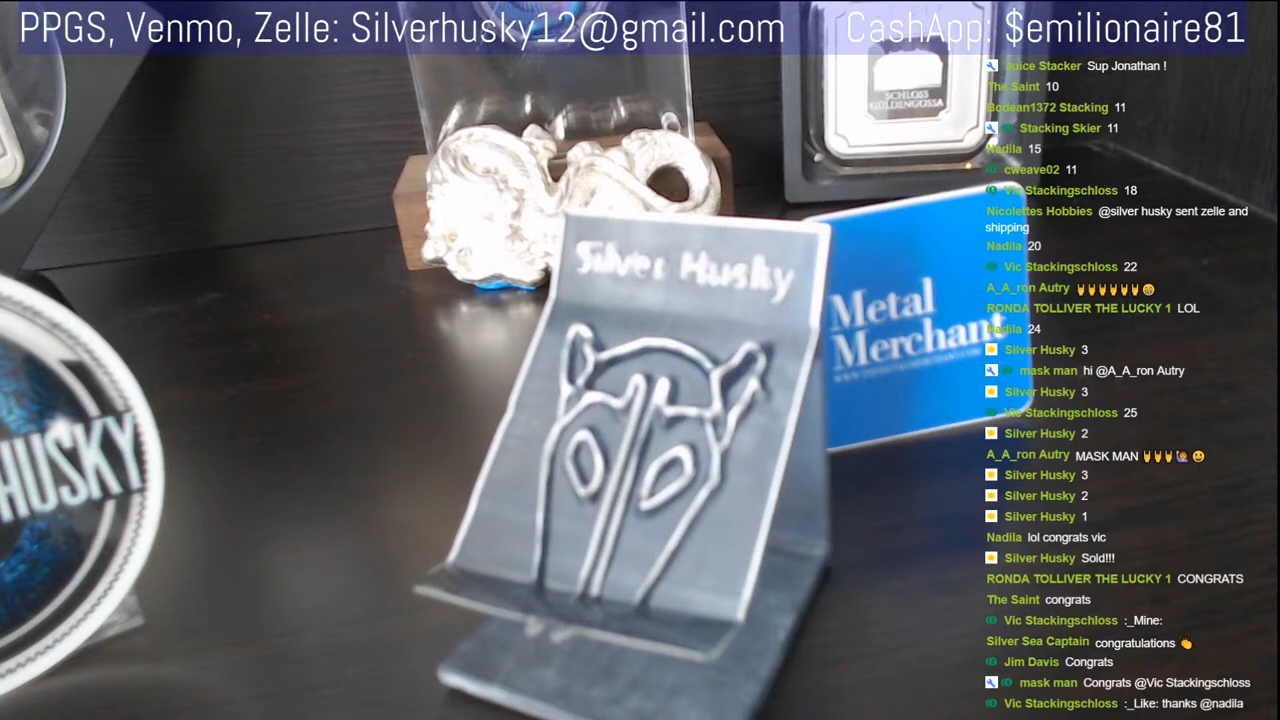 PPGS, Venmo, Zelle: Silverhusky12@gmail.com
CashApp: $emilionaire81
SCHLOSS
GÜLDENGOSSA
Silver Husky
Metal
Merchant
HUSKY
Juice Stacker Sup Jonathan !
The Saint 10
Bodean1372 Stacking 11
Stacking Skier 11
Nadila 15
cweave02 11
Vic Stackingschloss 18
Nicolettes Hobbies @silver husky sent zelle and
shipping
Nadila 20
Vic Stackingschloss 22
A_A_ron Autry 🤘🤘🤘🤘🤘🤘😁
RONDA TOLLIVER THE LUCKY 1 LOL
Nadila 24
Silver Husky 3
mask man hi @A_A_ron Autry
Silver Husky 3
Vic Stackingschloss 25
Silver Husky 2
A_A_ron Autry MASK MAN 🤘🤘🤘🙋😃
Silver Husky 3
Silver Husky 2
Silver Husky 1
Nadila lol congrats vic
Silver Husky Sold!!!
RONDA TOLLIVER THE LUCKY 1 CONGRATS
The Saint congrats
Vic Stackingschloss :_Mine:
Silver Sea Captain congratulations 👏
Jim Davis Congrats
mask man Congrats @Vic Stackingschloss
Vic Stackingschloss :_Like: thanks @nadila